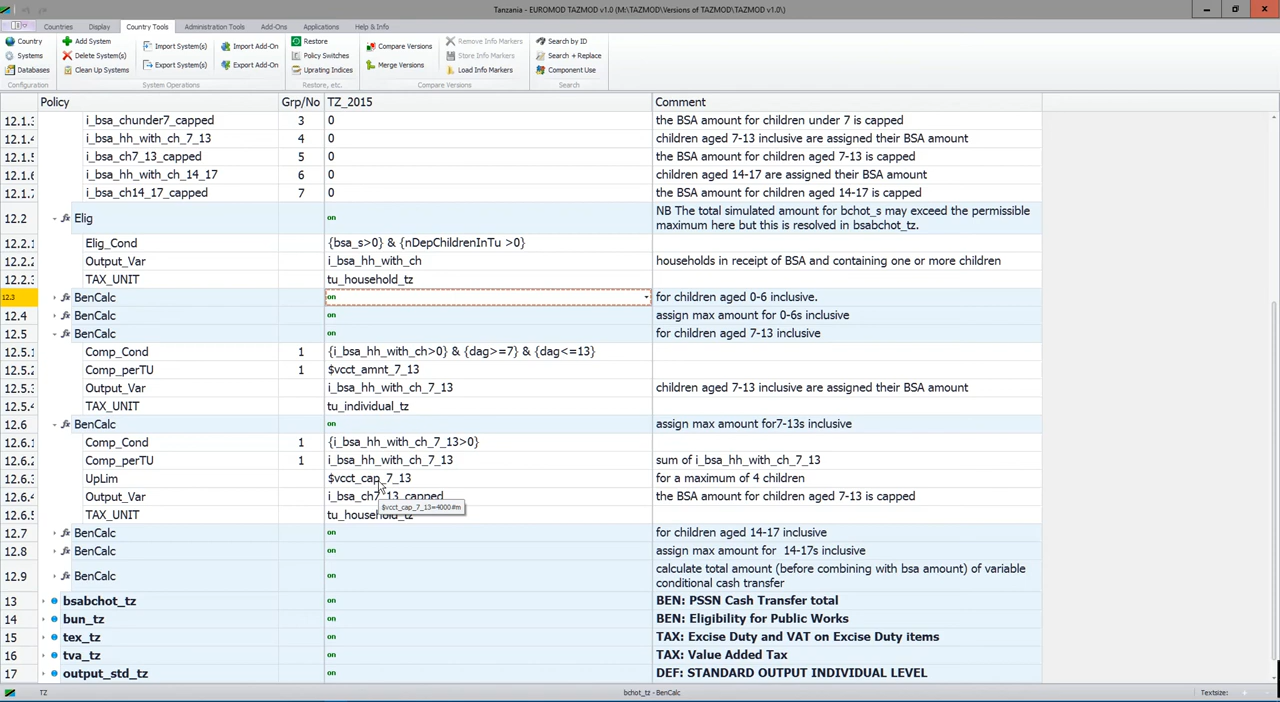 Tanzania - EUROMOD TAZMOD v1.0 (M:\TAZMOD\Versions of TAZMOD\TAZMOD v1.0\)
Countries Display Country Tools Administration Tools Add-Ons Applications Help & Info
Country Add System Import System(s) Import Add-On Restore Compare Versions Remove Info Markers Search by ID
Systems Delete System(s) Policy Switches Store Info Markers Search + Replace
Databases Clean Up Systems Export System(s) Export Add-On Uprating Indices Merge Versions Load Info Markers Component Use
Configuration System Operations Restore, etc. Compare Versions Search
Policy Grp/No TZ_2015 Comment
12.1.3 i_bsa_chunder7_capped 3 0 the BSA amount for children under 7 is capped
12.1.4 i_bsa_hh_with_ch_7_13 4 0 children aged 7-13 inclusive are assigned their BSA amount
12.1.5 i_bsa_ch7_13_capped 5 0 the BSA amount for children aged 7-13 is capped
12.1.6 i_bsa_hh_with_ch_14_17 6 0 children 14-17 are assigned their BSA amount
12.1.7 i_bsa_ch14_17_capped 7 0 the BSA amount for children aged 14-17 is capped
12.2 fx Elig on NB The total simulated amount for bchot_s may exceed the permissible
maximum here but this is resolved in bsabchot_tz.
12.2.1 Elig_Cond {bsa_s>0} & {nDepChildrenInTu >0}
12.2.2 Output_Var i_bsa_hh_with_ch households in receipt of BSA and containing one or more children
12.2.3 TAX_UNIT tu_household_tz
12.3 fx BenCalc on for children aged 0-6 inclusive.
12.4 fx BenCalc on assign max amount for 0-6s inclusive
12.5 fx BenCalc on for children aged 7-13 inclusive
12.5.1 Comp_Cond 1 {i_bsa_hh_with_ch>0} & {dag>=7} & {dag<=13}
12.5.2 Comp_perTU 1 $vcct_amnt_7_13
12.5.3 Output_Var i_bsa_hh_with_ch_7_13 children aged 7-13 inclusive are assigned their BSA amount
12.5.4 TAX_UNIT tu_individual_tz
12.6 fx BenCalc on assign max amount for7-13s inclusive
12.6.1 Comp_Cond 1 {i_bsa_hh_with_ch_7_13>0}
12.6.2 Comp_perTU 1 i_bsa_hh_with_ch_7_13 sum of i_bsa_hh_with_ch_7_13
12.6.3 UpLim $vcct_cap_7_13 for a maximum of 4 children
12.6.4 Output_Var i_bsa_ch7_13_capped the BSA amount for children aged 7-13 is capped
$vcct_cap_7_13=4000#m
12.6.5 TAX_UNIT tu_household_tz
12.7 fx BenCalc on for children aged 14-17 inclusive
12.8 fx BenCalc on assign max amount for 14-17s inclusive
12.9 fx BenCalc on calculate total amount (before combining with bsa amount) of variable
conditional cash transfer
13 bsabchot_tz on BEN: PSSN Cash Transfer total
14 bun_tz on BEN: Eligibility for Public Works
15 tex_tz on TAX: Excise Duty and VAT on Excise Duty items
16 tva_tz on TAX: Value Added Tax
17 output_std_tz on DEF: STANDARD OUTPUT INDIVIDUAL LEVEL
TZ bchot_tz - BenCalc Textsize: